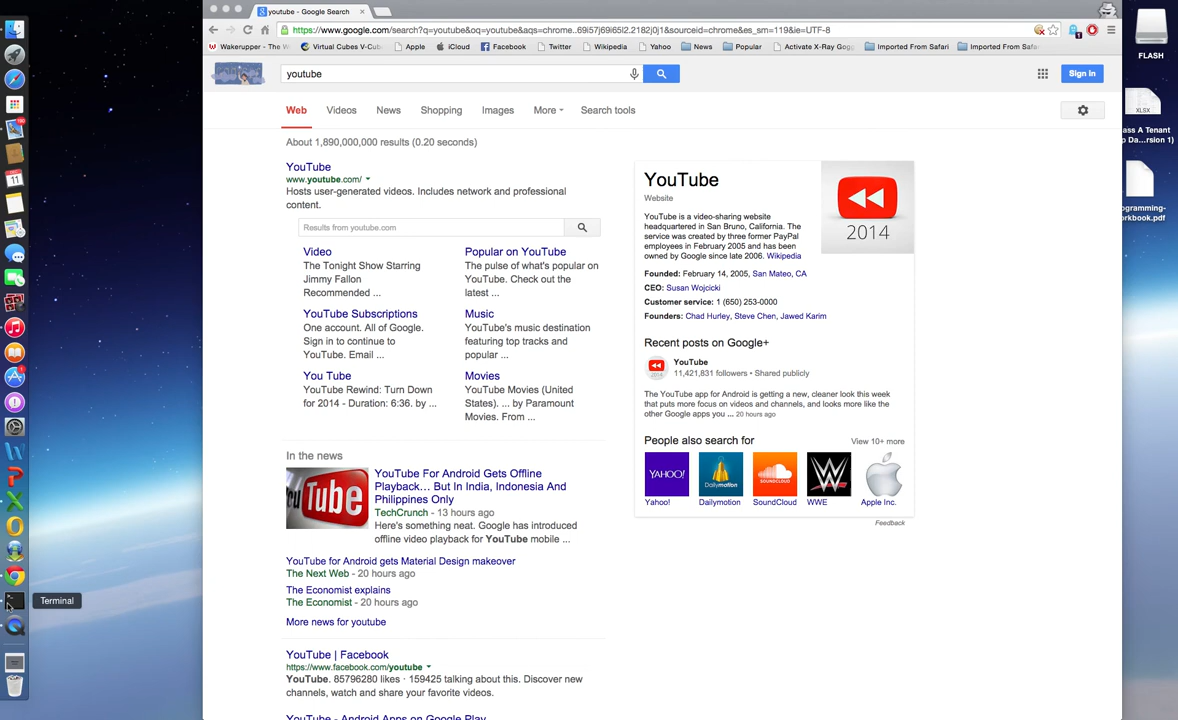 youtube - Google Search
https://www.google.com/search?q=youtube&oq=youtube&aqs=chrome..69i57j69i65l2.2182j0j1&sourceid=chrome&es_sm=119&ie=UTF-8
Wakerupper - The W
Virtual Cubes V-Cub
Apple
iCloud
Facebook
Twitter
Wikipedia
Yahoo
News
Popular
Activate X-Ray Gogg
Imported From Safari
Imported From Sa
youtube
Sign in
Web Videos News Shopping Images More Search tools
About 1,890,000,000 results (0.20 seconds)
YouTube
www.youtube.com/
Hosts user-generated videos. Includes network and professional
content.
Results from youtube.com
Video
The Tonight Show Starring
Jimmy Fallon
Recommended ...
Popular on YouTube
The pulse of what's popular on
YouTube. Check out the
latest ...
YouTube Subscriptions
One account. All of Google.
Sign in to continue to
YouTube. Email ...
Music
YouTube's music destination
featuring top tracks and
popular ...
You Tube
YouTube Rewind: Turn Down
for 2014 - Duration: 6:36. by ...
Movies
YouTube Movies (United
States). ... by Paramount
Movies. From ...
In the news
YouTube For Android Gets Offline
Playback… But In India, Indonesia And
Philippines Only
TechCrunch - 13 hours ago
Here's something neat. Google has introduced
offline video playback for YouTube mobile ...
YouTube for Android gets Material Design makeover
The Next Web - 20 hours ago
The Economist explains
The Economist - 20 hours ago
More news for youtube
YouTube | Facebook
https://www.facebook.com/youtube
YouTube. 85796280 likes · 159425 talking about this. Discover new
channels, watch and share your favorite videos.
YouTube - Android Apps on Google Play
YouTube
Website
YouTube is a video-sharing website
headquartered in San Bruno, California. The
service was created by three former PayPal
employees in February 2005 and has been
owned by Google since late 2006. Wikipedia
2014
Founded: February 14, 2005, San Mateo, CA
CEO: Susan Wojcicki
Customer service: 1 (650) 253-0000
Founders: Chad Hurley, Steve Chen, Jawed Karim
Recent posts on Google+
YouTube
11,421,831 followers • Shared publicly
The YouTube app for Android is getting a new, cleaner look this week
that puts more focus on videos and channels, and looks more like the
other Google apps you ... 20 hours ago
People also search for
View 10+ more
YAHOO!
Dailymotion
SOUNDCLOUD
Yahoo!
Dailymotion
SoundCloud
WWE
Apple Inc.
Feedback
Terminal
FLASH
XLSX
ass A Tenant
p Da...rsion 1)
ogramming-
rkbook.pdf
You Tube
11